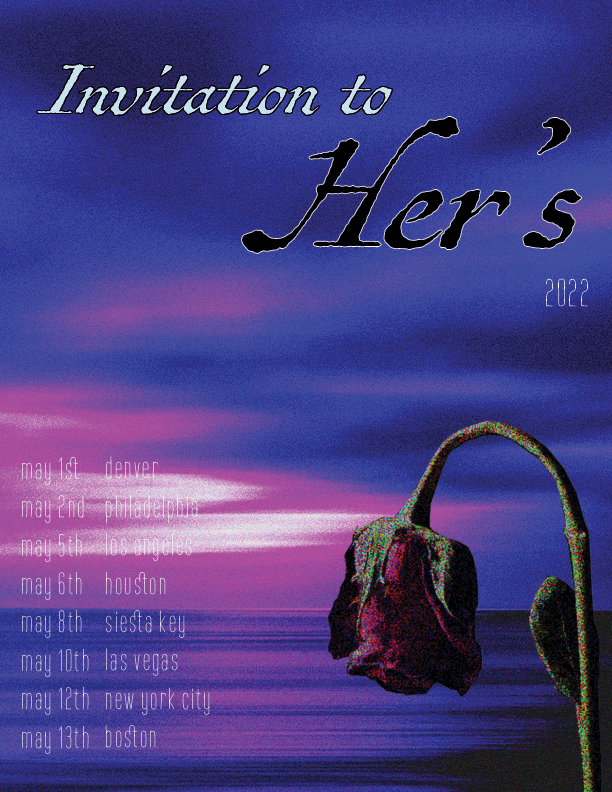 Invitation to
Her's
2022
may 1st denver
may 2nd philadelphia
may 5th los angeles
may 6th houston
may 8th siesta key
may 10th las vegas
may 12th new york city
may 13th boston